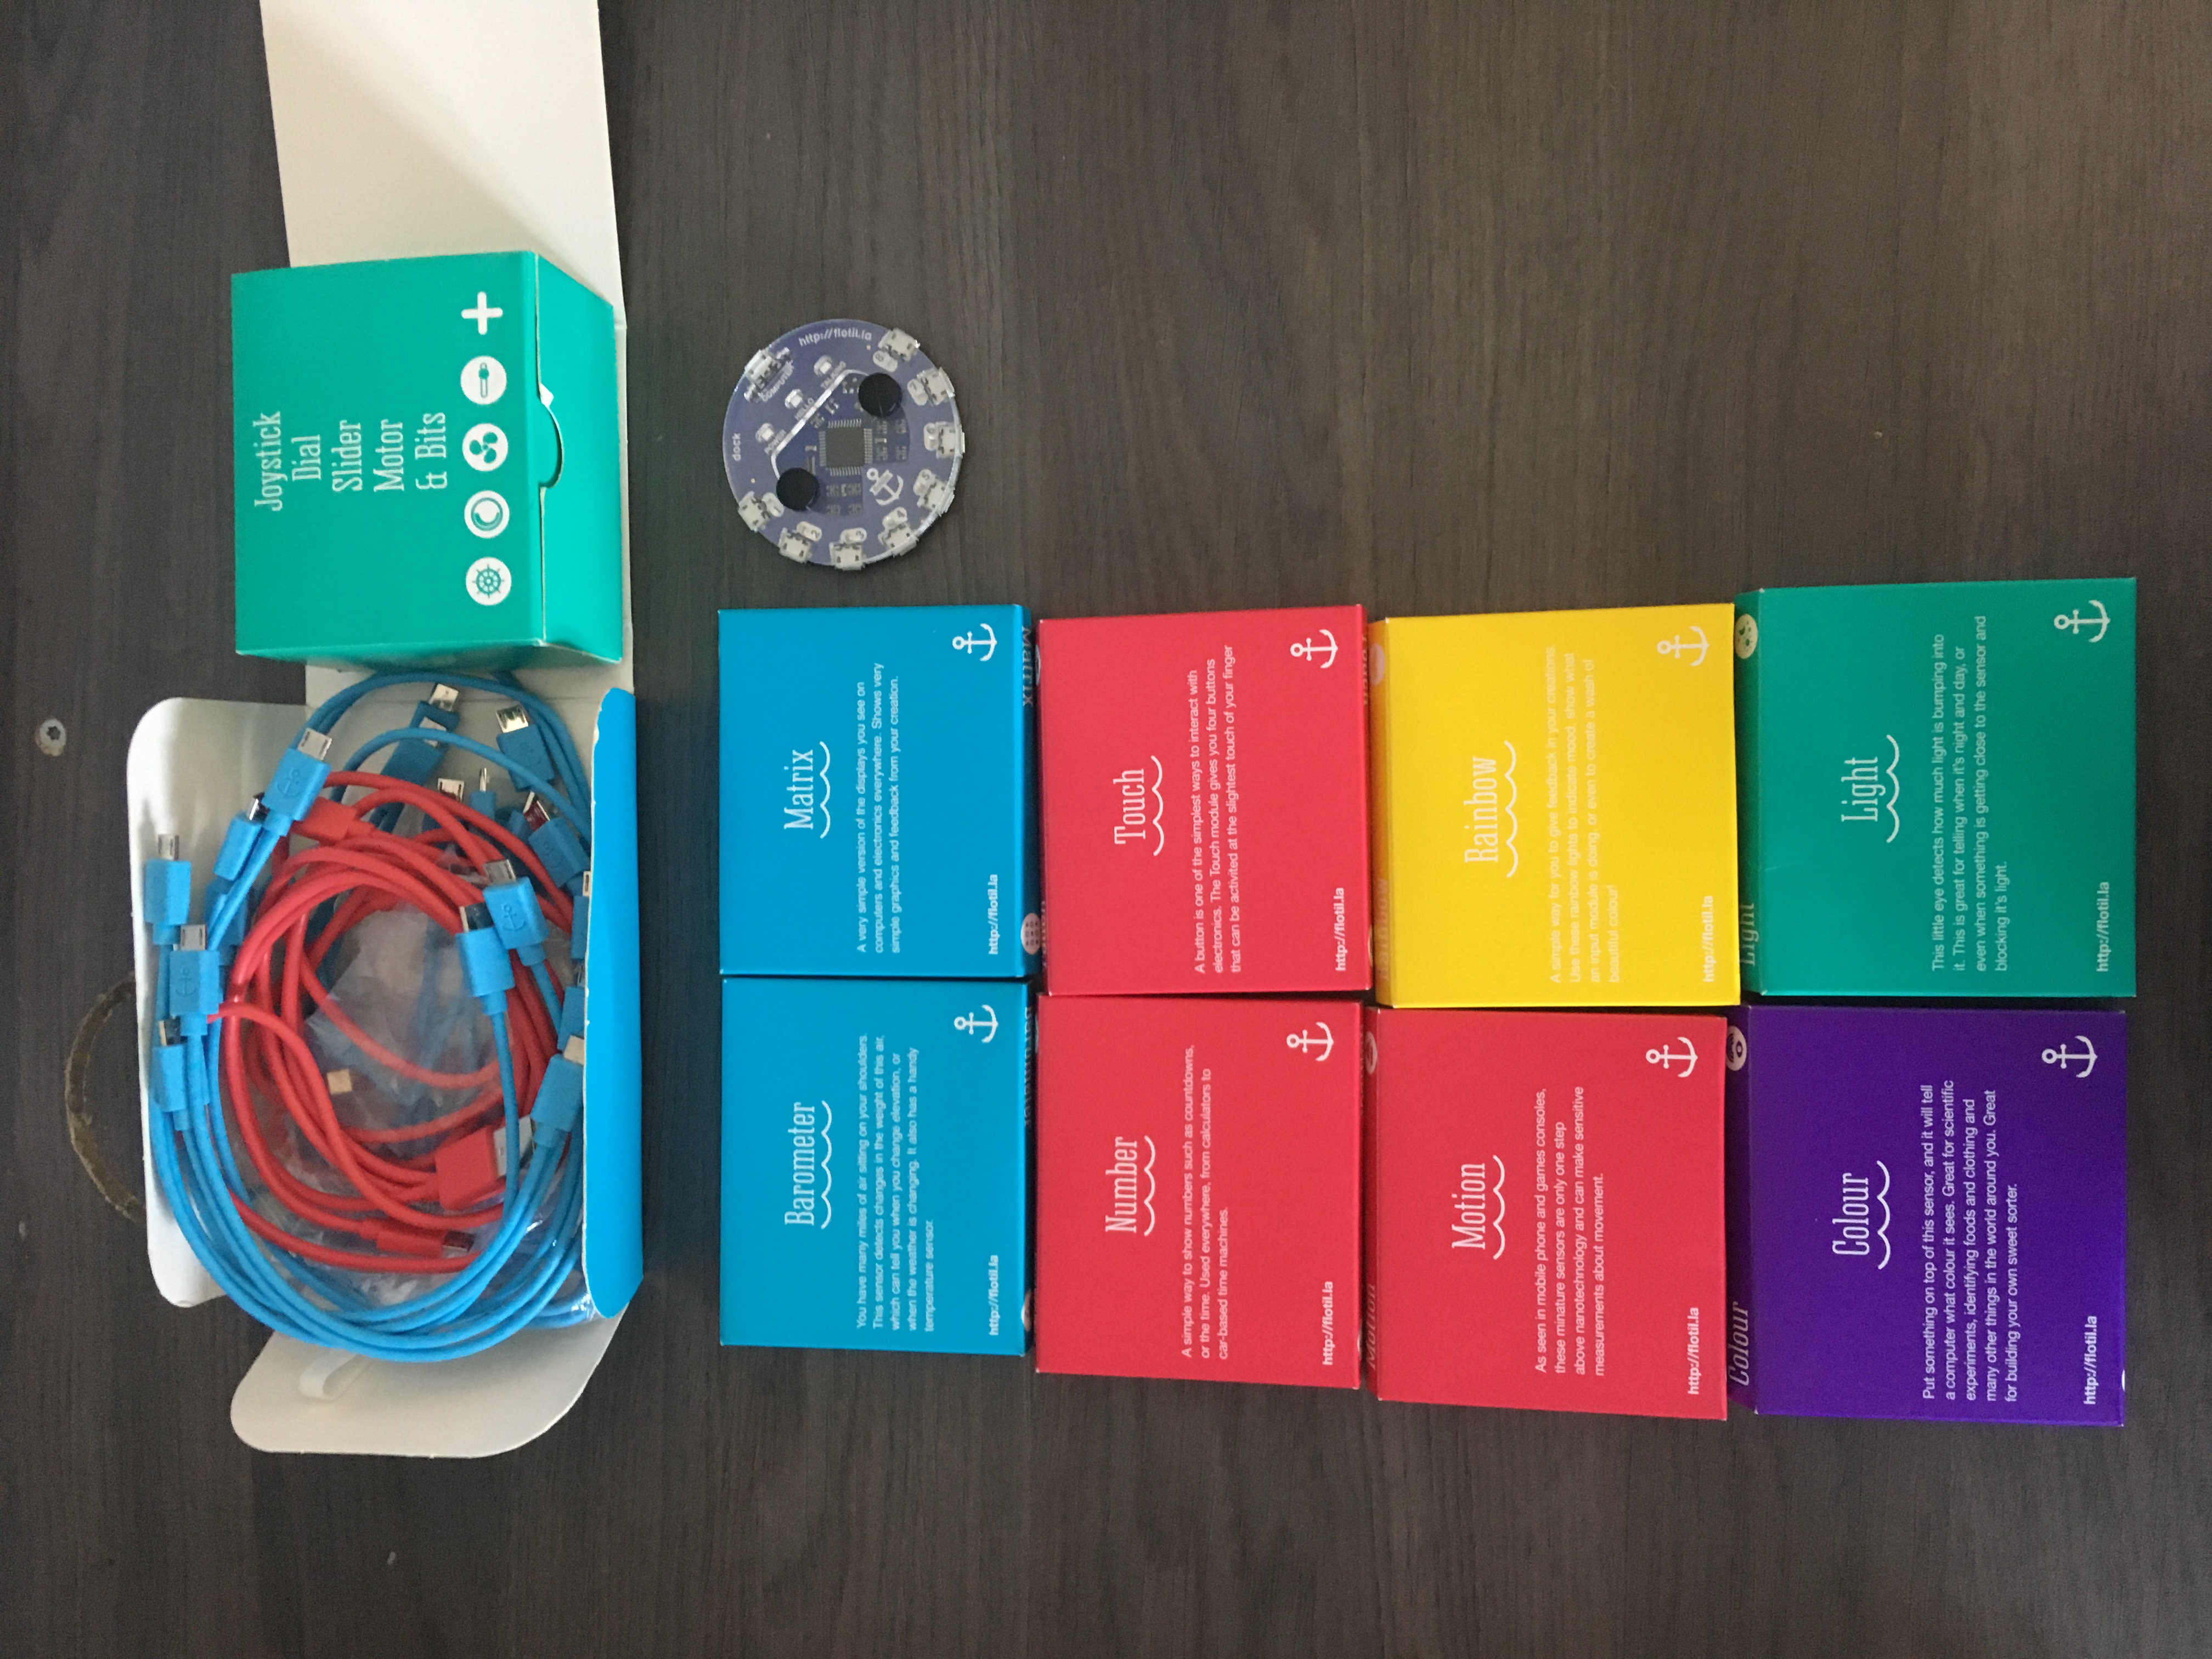 Joystick
Dial
Slider
Motor
& Bits
dock
POWER
HELLO
COMPUTER
http://flotil.la
Barometer
You have many miles of air sitting on your shoulders.
This sensor detects changes in the weight of this air,
which can tell you when you change elevation, or
when the weather is changing. It also has a handy
temperature sensor.
http://flotil.la
Barometer
Matrix
A very simple version of the displays you see on
computers and electronics everywhere. Shows very
simple graphics and feedback from your creation.
http://flotil.la
Matrix
Number
A simple way to show numbers such as countdowns,
or the time. Used everywhere, from calculators to
car-based time machines.
http://flotil.la
Touch
Touch
A button is one of the simplest ways to interact with
electronics. The Touch module gives you four buttons
that can be activited at the slightest touch of your finger
http://flotil.la
Touch
Motion
Motion
As seen in mobile phone and games consoles,
these minature sensors are only one step
above nanotechnology and can make sensitive
measurements about movement.
http://flotil.la
Rainbow
Rainbow
A simple way for you to give feedback in your creations.
Use these rainbow lights to indicate mood, show what
an input module is doing, or even to create a wash of
beautiful colour!
http://flotil.la
Colour
Colour
Put something on top of this sensor, and it will tell
a computer what colour it sees. Great for scientific
experiments, identifying foods and clothing and
many other things in the world around you. Great
for building your own sweet sorter.
http://flotil.la
Light
Light
This little eye detects how much light is bumping into
it. This is great for telling when it's night and day, or
even when something is getting close to the sensor and
blocking it's light.
http://flotil.la